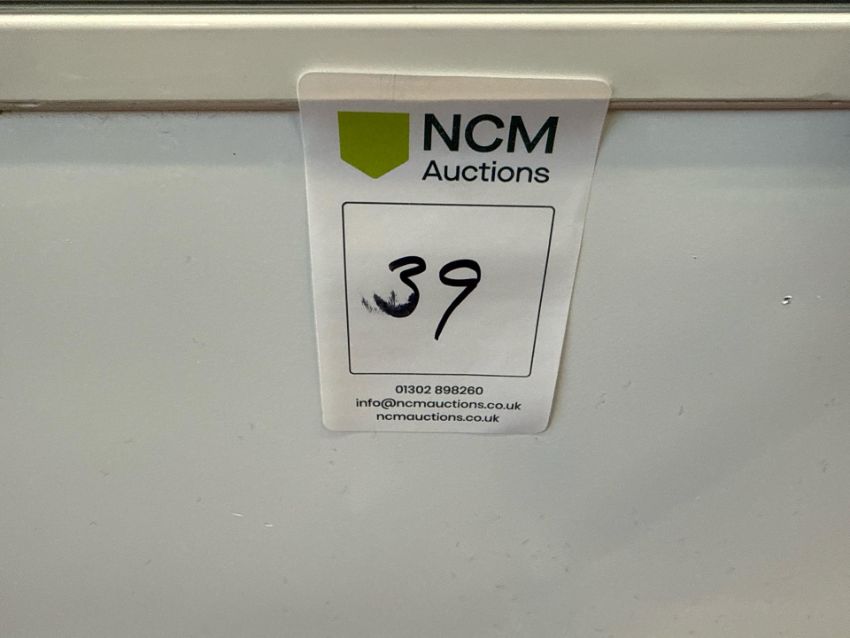 NCM
Auctions
39
01302 898260
info@ncmauctions.co.uk
ncmauctions.co.uk